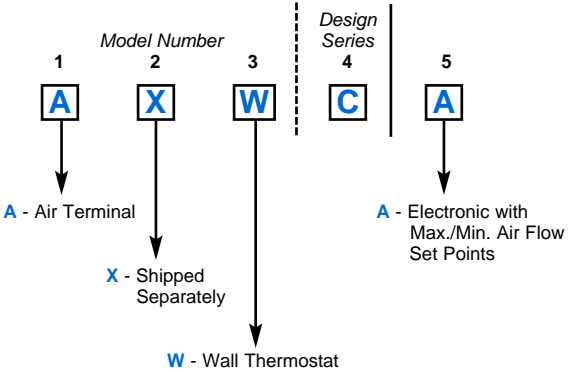 Model Number
Design
Series
1 2 3 4 5
A X W C A
A - Air Terminal
A - Electronic with
Max./Min. Air Flow
Set Points
X - Shipped
Separately
W - Wall Thermostat